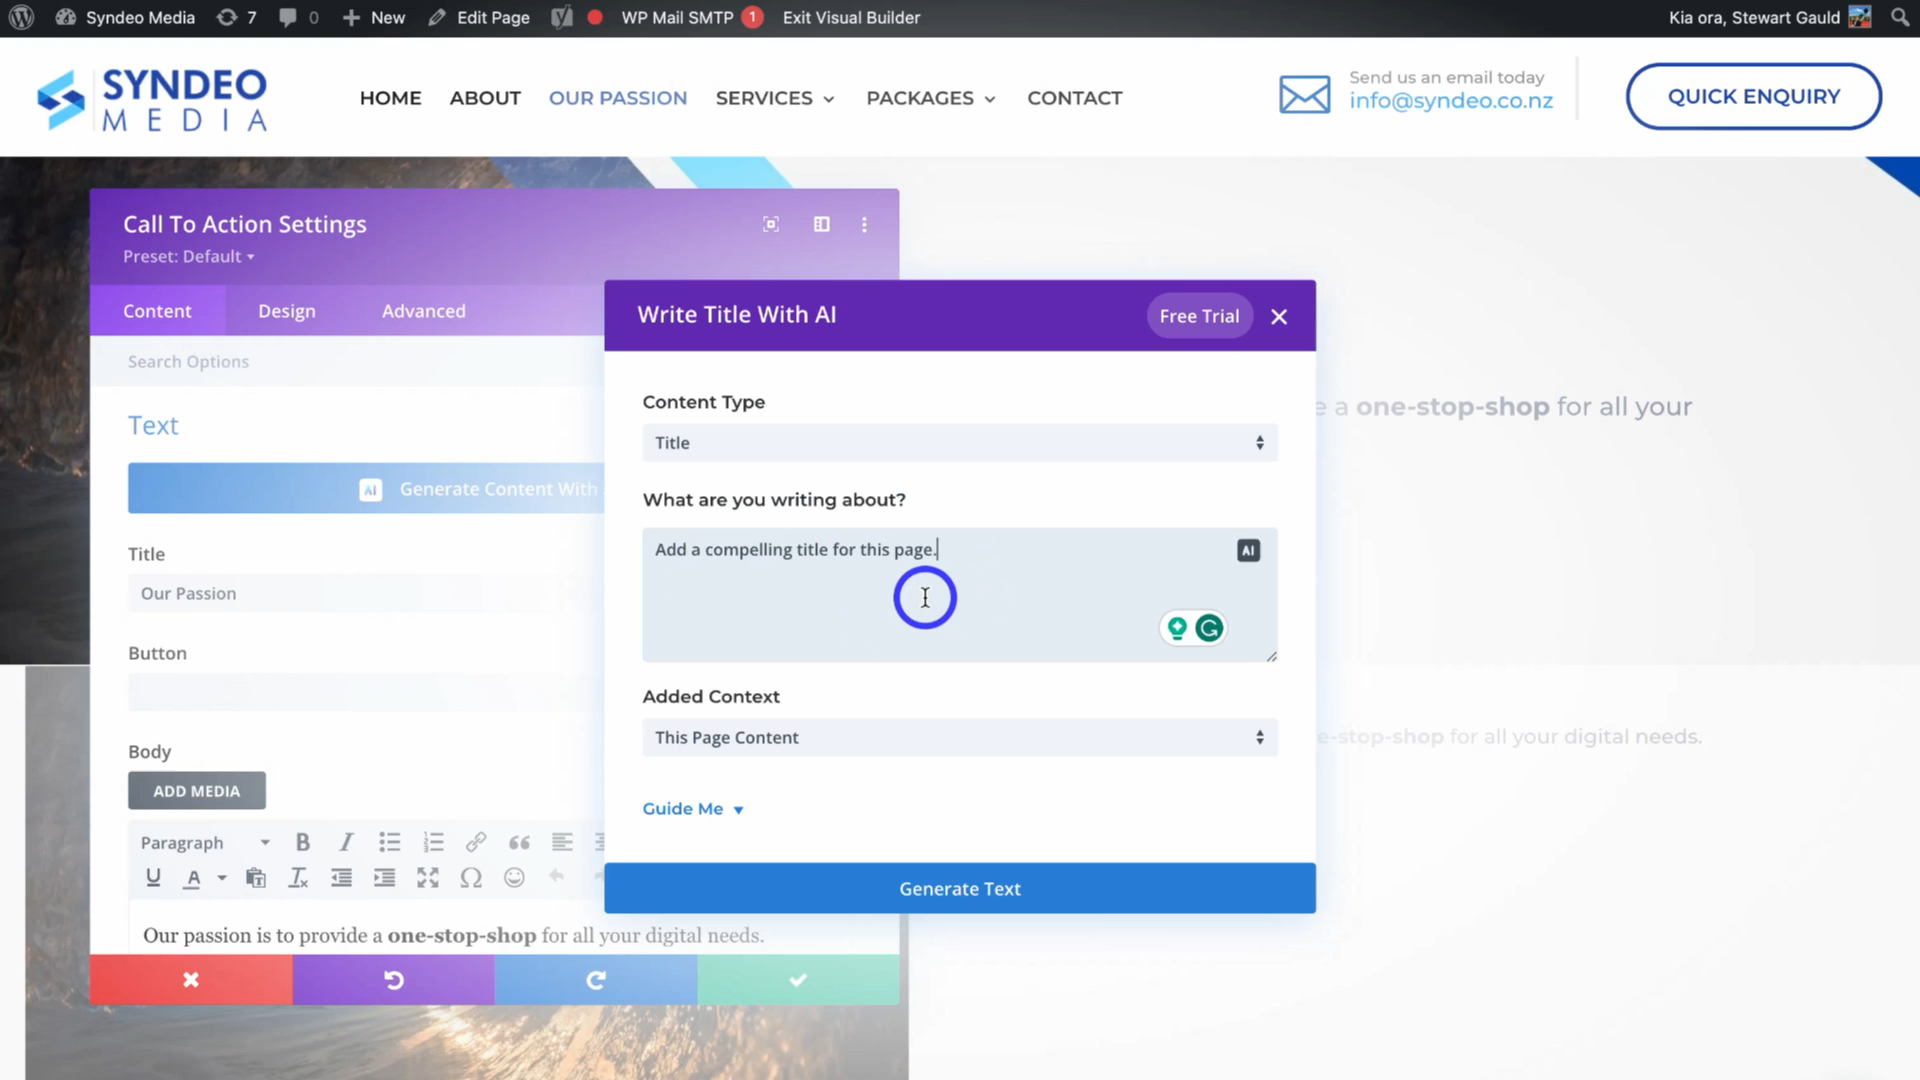 Syndeo Media 7 0 New Edit Page WP Mail SMTP 1 Exit Visual Builder Kia ora, Stewart Gauld
SYNDEO
MEDIA
HOME ABOUT OUR PASSION SERVICES PACKAGES CONTACT
Send us an email today
info@syndeo.co.nz
QUICK ENQUIRY
Call To Action Settings
Preset: Default
Content Design Advanced
Search Options
Text
AI Generate Content With
Title
Our Passion
Button
Body
ADD MEDIA
Paragraph
Our passion is to provide a one-stop-shop for all your digital needs.
Write Title With AI
Free Trial
Content Type
Title
What are you writing about?
Add a compelling title for this page.
AI
Added Context
This Page Content
Guide Me
Generate Text
e a one-stop-shop for all your
e-stop-shop for all your digital needs.